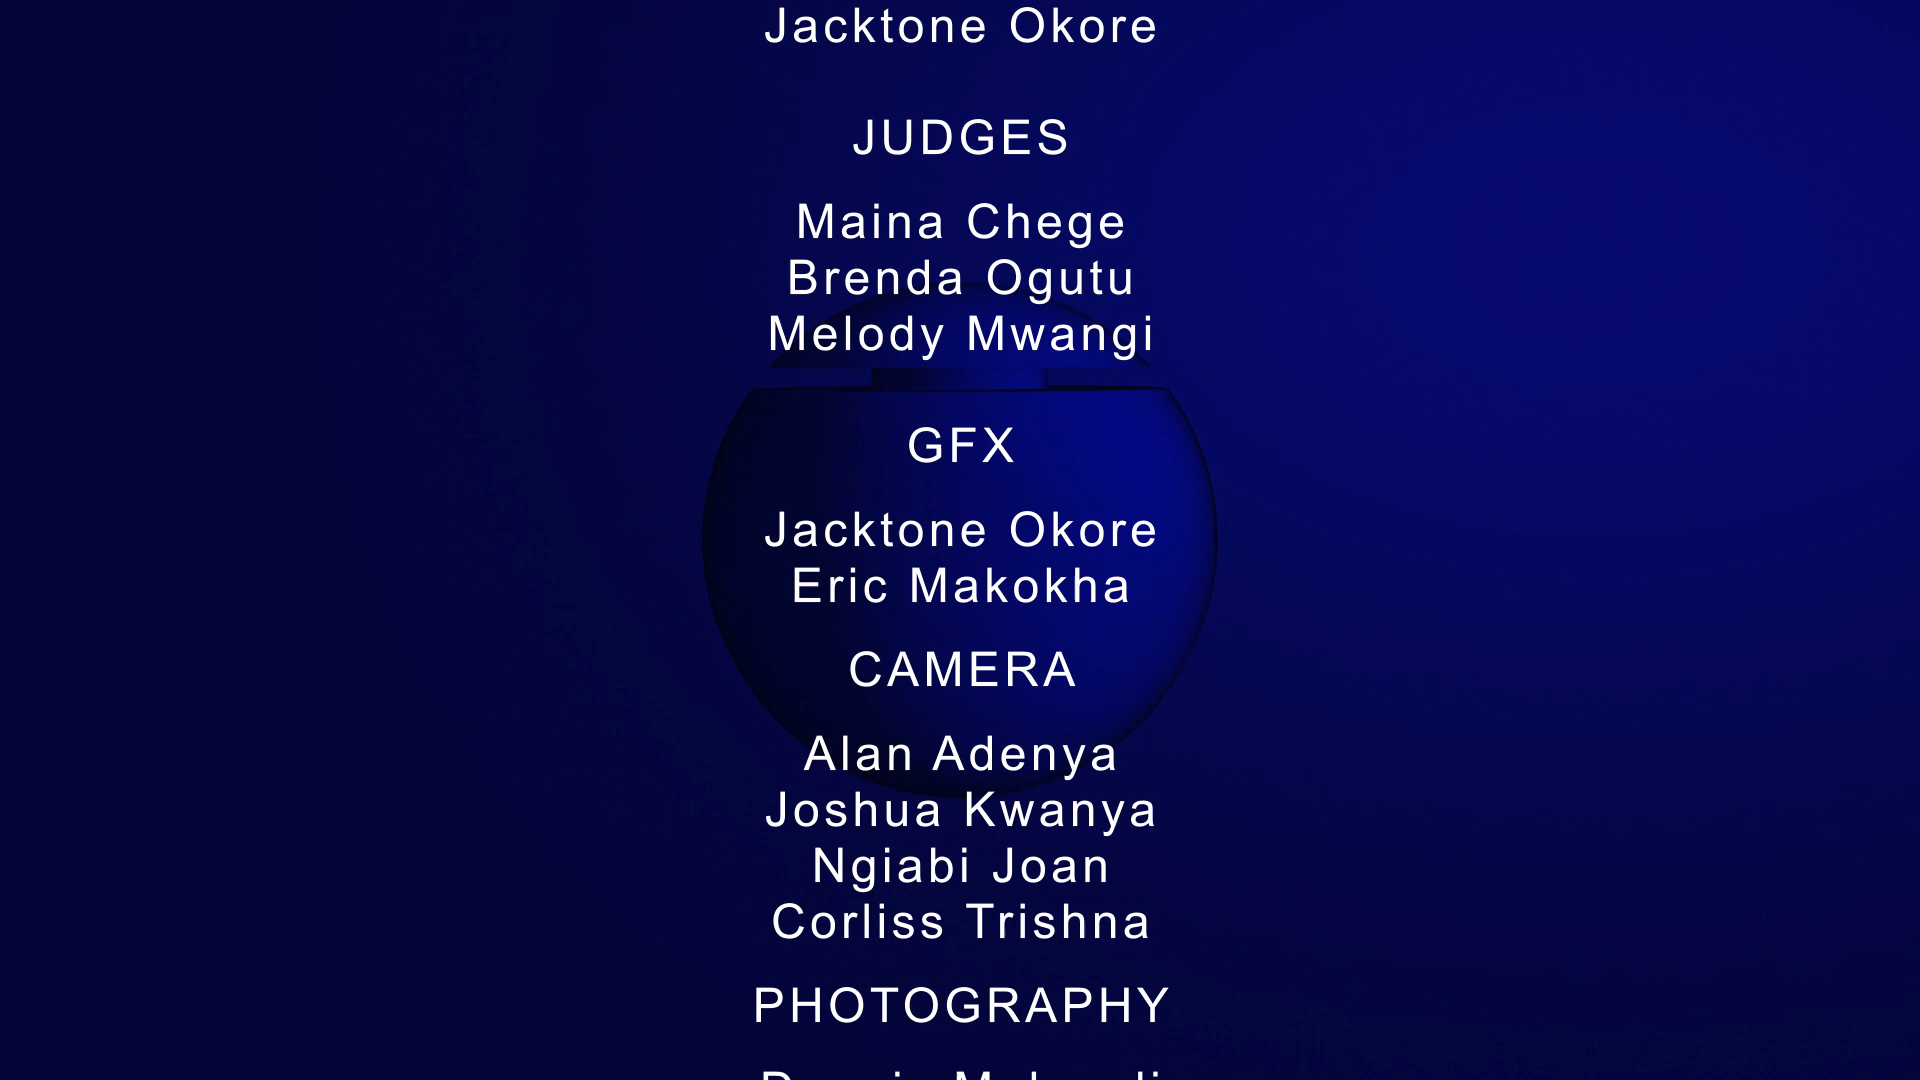 Jacktone Okore
JUDGES
Maina Chege
Brenda Ogutu
Melody Mwangi
GFX
Jacktone Okore
Eric Makokha
CAMERA
Alan Adenya
Joshua Kwanya
Ngiabi Joan
Corliss Trishna
PHOTOGRAPHY